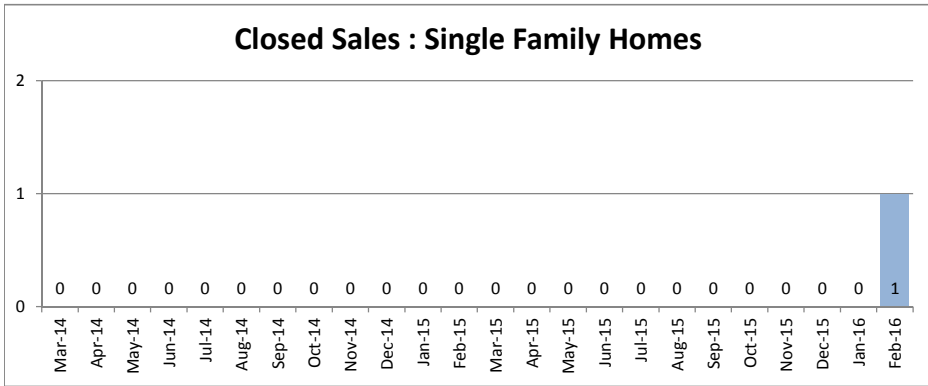 Closed Sales : Single Family Homes
2
1
0
0 0 0 0 0 0 0 0 0 0 0 0 0 0 0 0 0 0 0 0 0 0 0 1
Mar-14 Apr-14 May-14 Jun-14 Jul-14 Aug-14 Sep-14 Oct-14 Nov-14 Dec-14 Jan-15 Feb-15 Mar-15 Apr-15 May-15 Jun-15 Jul-15 Aug-15 Sep-15 Oct-15 Nov-15 Dec-15 Jan-16 Feb-16